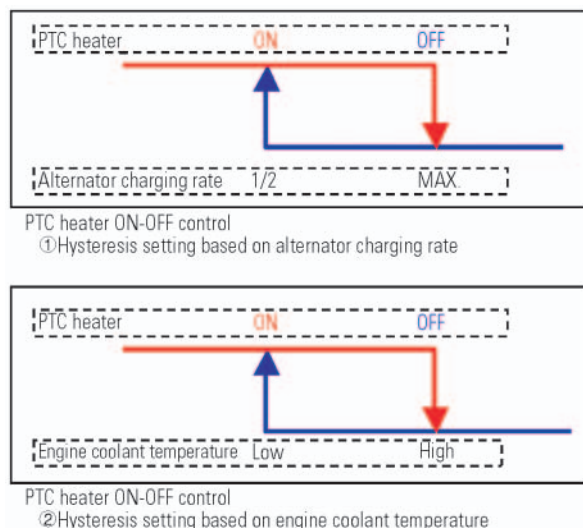 PTC heater ON OFF
Alternator charging rate 1/2 MAX.
PTC heater ON-OFF control
①Hysteresis setting based on alternator charging rate
PTC heater ON OFF
Engine coolant temperature Low High
PTC heater ON-OFF control
②Hysteresis setting based on engine coolant temperature